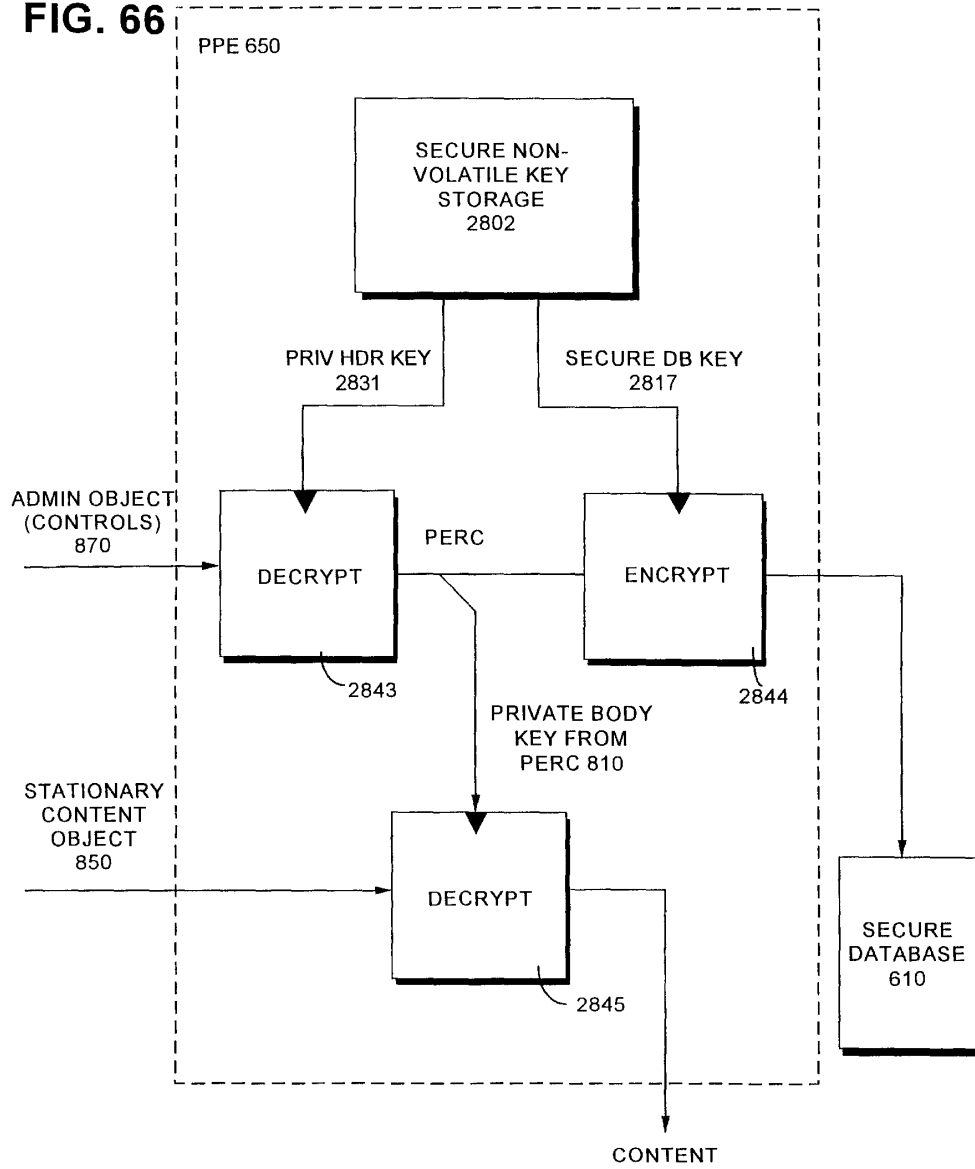 FIG. 66
PPE 650
SECURE NON-
VOLATILE KEY
STORAGE
2802
PRIV HDR KEY
2831
SECURE DB KEY
2817
ADMIN OBJECT
(CONTROLS)
870
DECRYPT
PERC
ENCRYPT
2843
2844
PRIVATE BODY
KEY FROM
PERC 810
STATIONARY
CONTENT
OBJECT
850
DECRYPT
2845
SECURE
DATABASE
610
CONTENT